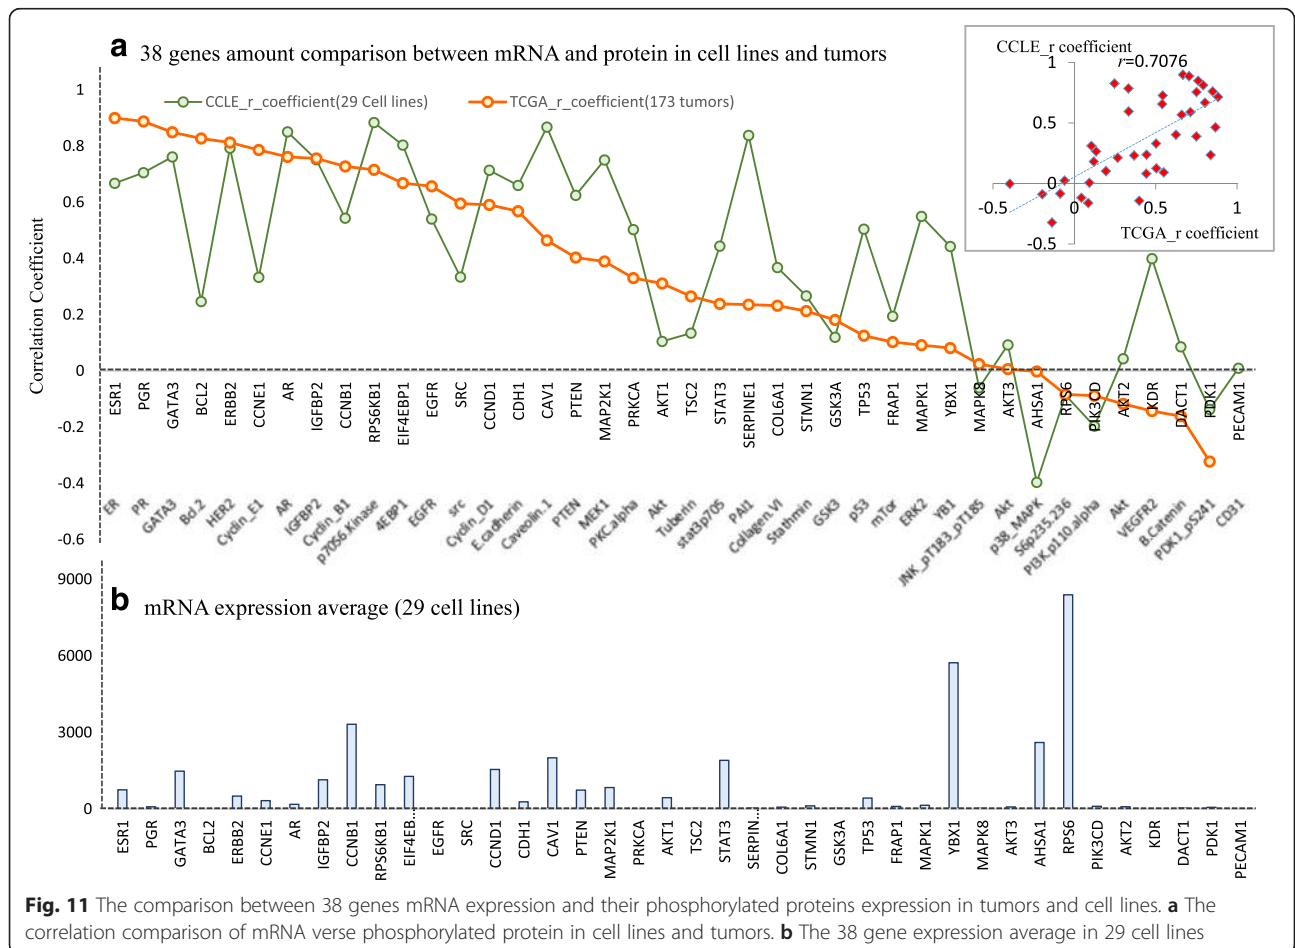 a 38 genes amount comparison between mRNA and protein in cell lines and tumors
CCLE_r coefficient
r=0.7076
1
0.5
0
-0.5
-0.5 0 0.5 1
TCGA_r coefficient
CCLE_r_coefficient(29 Cell lines) TCGA_r_coefficient(173 tumors)
Correlation Coefficient
1
0.8
0.6
0.4
0.2
0
-0.2
-0.4
-0.6
ESR1 PGR GATA3 BCL2 ERBB2 CCNE1 AR IGFBP2 CCNB1 RPS6KB1 EIF4EBP1 EGFR SRC CCND1 CDH1 CAV1 PTEN MAP2K1 PRKCA AKT1 TSC2 STAT3 SERPINE1 COL6A1 STMN1 GSK3A TP53 FRAP1 MAPK1 YBX1 MAPK8 AKT3 AHSA1 RPS6 PIK3CD AKT2 KDR DACT1 PDK1 PECAM1
ER PR GATA3 Bcl.2 HER2 Cyclin_E1 AR IGFBP2 Cyclin_B1 p70S6.Kinase 4EBP1 EGFR src Cyclin_D1 E.cadherin Caveolin.1 PTEN MEK1 PKC.alpha Akt Tuberin stat3p705 PAI1 Collagen.VI Stathmin GSK3 p53 mTor ERK2 YB1 JNK_pT183_pT185 Akt p38_MAPK S6p235.236 PI3K.p110.alpha Akt VEGFR2 B.Catenin PDK1_pS241 CD31
b mRNA expression average (29 cell lines)
9000
6000
3000
0
ESR1 PGR GATA3 BCL2 ERBB2 CCNE1 AR IGFBP2 CCNB1 RPS6KB1 EIF4EB... EGFR SRC CCND1 CDH1 CAV1 PTEN MAP2K1 PRKCA AKT1 TSC2 STAT3 SERPIN... COL6A1 STMN1 GSK3A TP53 FRAP1 MAPK1 YBX1 MAPK8 AKT3 AHSA1 RPS6 PIK3CD AKT2 KDR DACT1 PDK1 PECAM1
Fig. 11 The comparison between 38 genes mRNA expression and their phosphorylated proteins expression in tumors and cell lines. a The
correlation comparison of mRNA verse phosphorylated protein in cell lines and tumors. b The 38 gene expression average in 29 cell lines